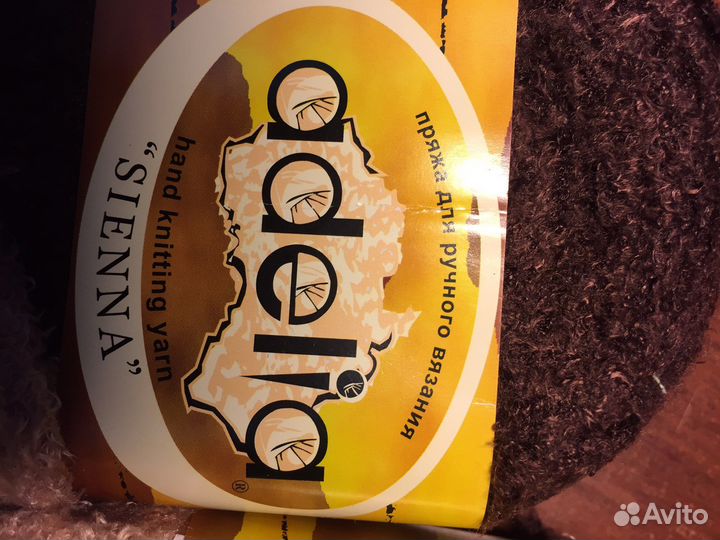 пряжа для ручного вязания
adelia
®
hand knitting yarn
“SIENNA”
Avito